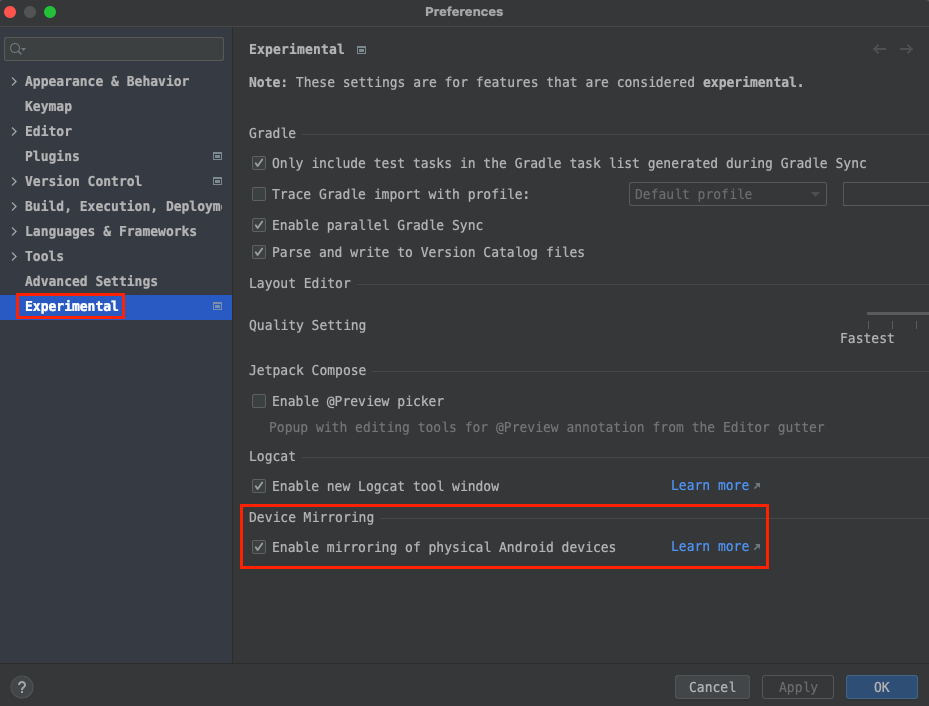 Preferences
Appearance & Behavior
Keymap
Editor
Plugins
Version Control
Build, Execution, Deploym
Languages & Frameworks
Tools
Advanced Settings
Experimental
Experimental
Note: These settings are for features that are considered experimental.
Gradle
Only include test tasks in the Gradle task list generated during Gradle Sync
Trace Gradle import with profile: Default profile
Enable parallel Gradle Sync
Parse and write to Version Catalog files
Layout Editor
Quality Setting
Fastest
Jetpack Compose
Enable @Preview picker
Popup with editing tools for @Preview annotation from the Editor gutter
Logcat
Enable new Logcat tool window Learn more
Device Mirroring
Enable mirroring of physical Android devices Learn more
? Cancel Apply OK